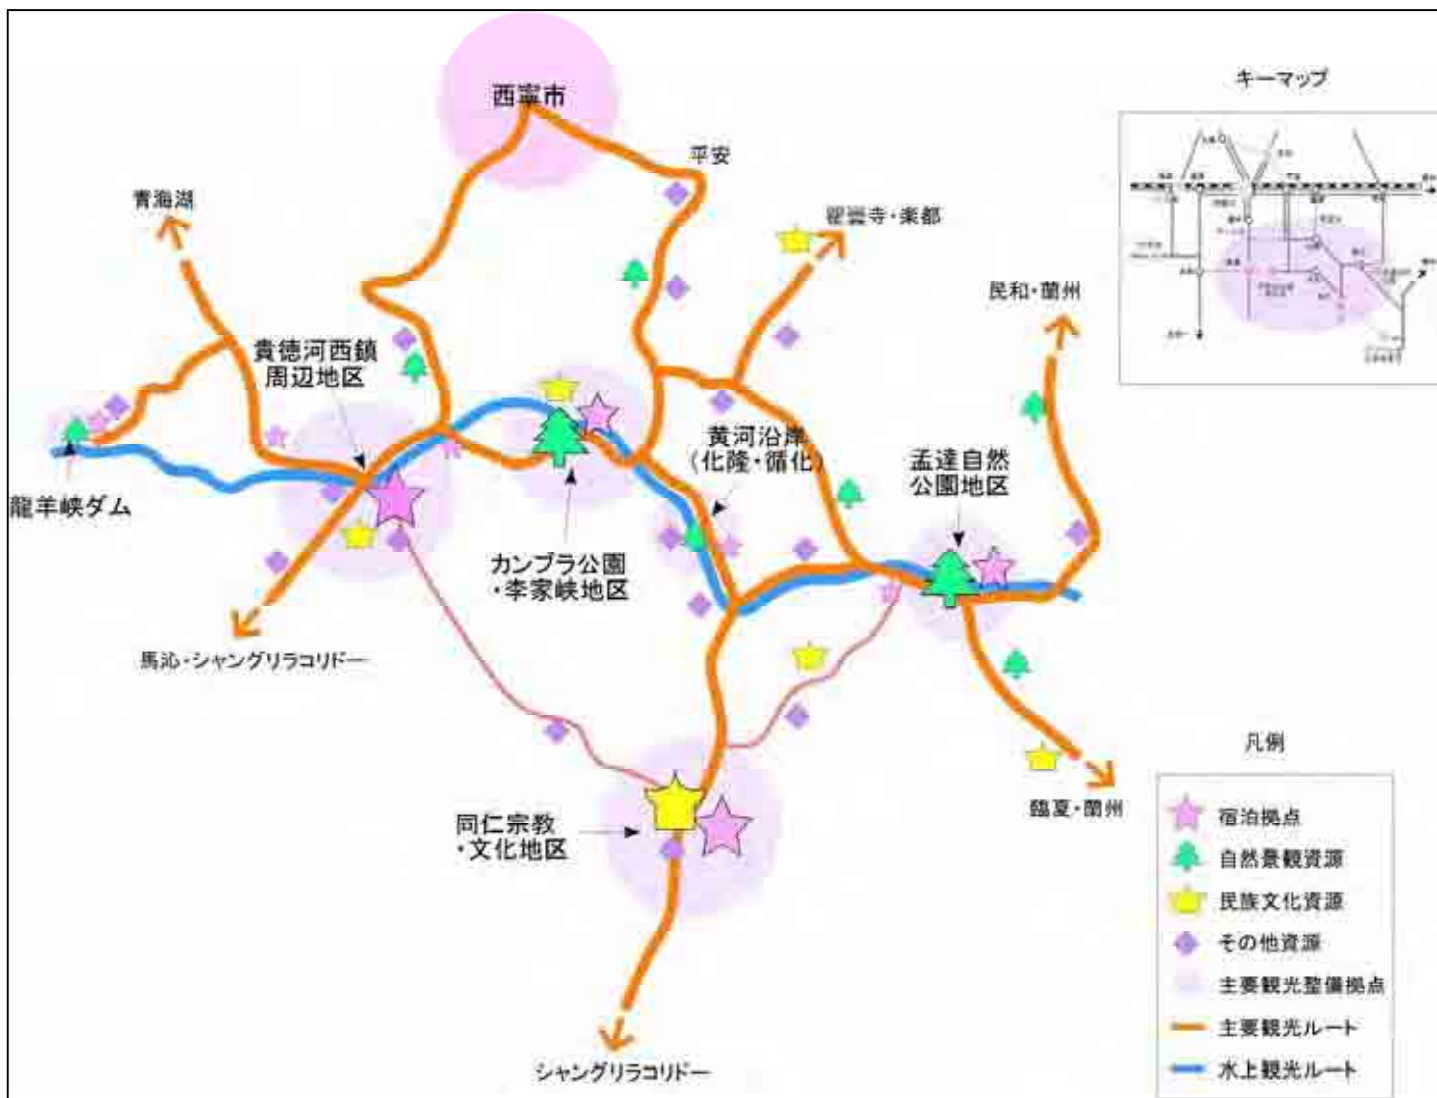 西寧市
キーマップ
平安
青海湖
瞿曇寺・楽都
民和・蘭州
貴徳河西鎮
周辺地区
黄河沿岸
(化隆・循化)
孟達自然
公園地区
龍羊峡ダム
カンブラ公園
・李家峡地区
馬沁・シャングリラコリドー
凡例
臨夏・蘭州
宿泊拠点
同仁宗教
・文化地区
自然景観資源
民族文化資源
その他資源
主要観光整備拠点
主要観光ルート
水上観光ルート
シャングリラコリドー